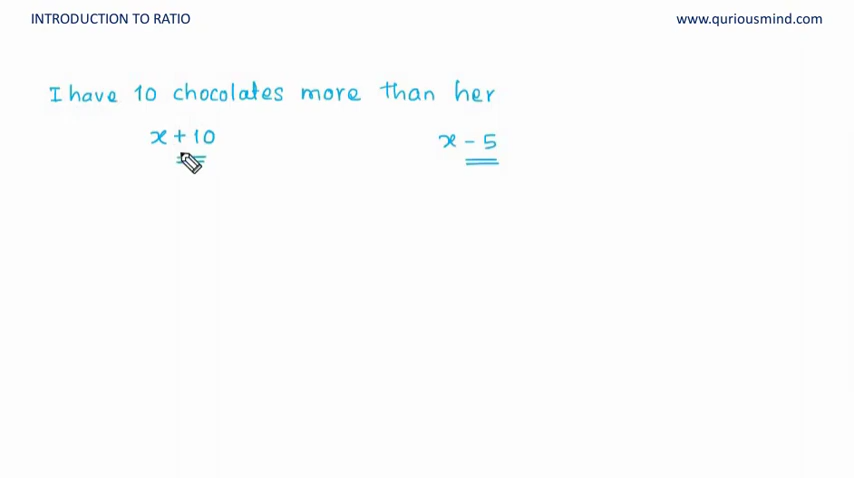 INTRODUCTION TO RATIO www.quriousmind.com
I have 10 chocolates more than her
x + 10 x - 5